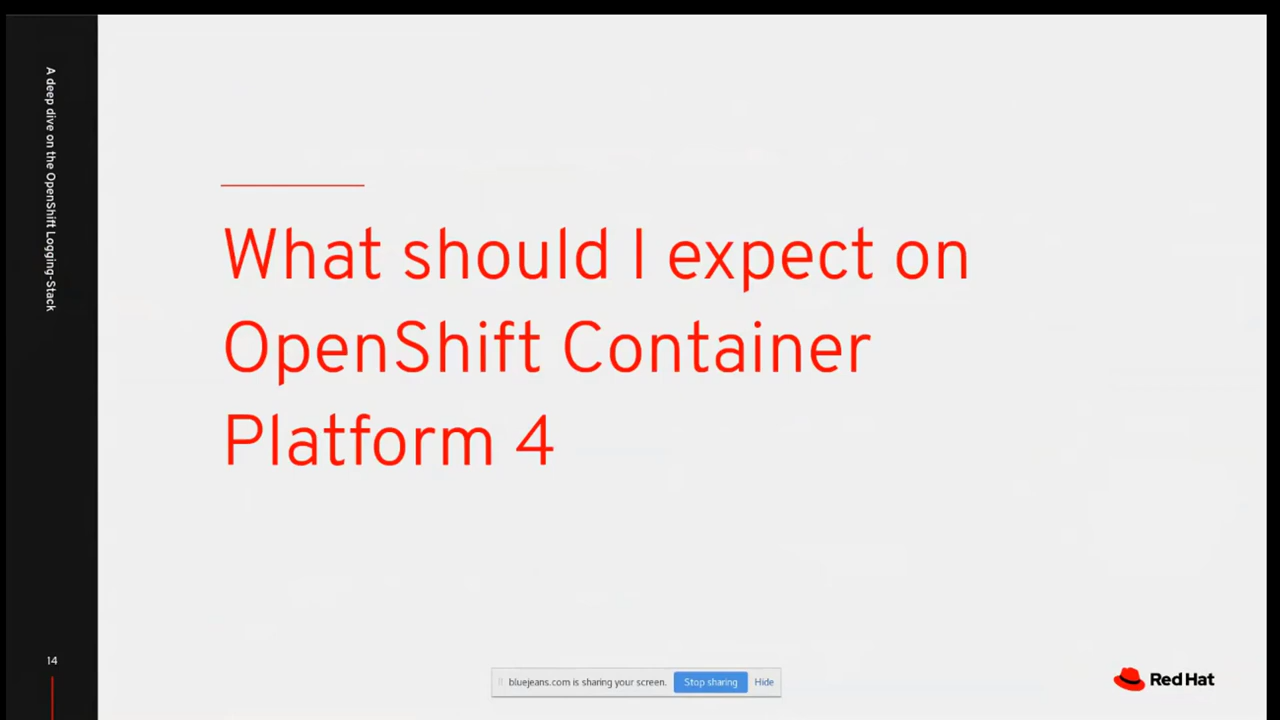 A deep dive on the OpenShift Logging-Stack
What should I expect on
OpenShift Container
Platform 4
14
bluejeans.com is sharing your screen. Stop sharing Hide
Red Hat